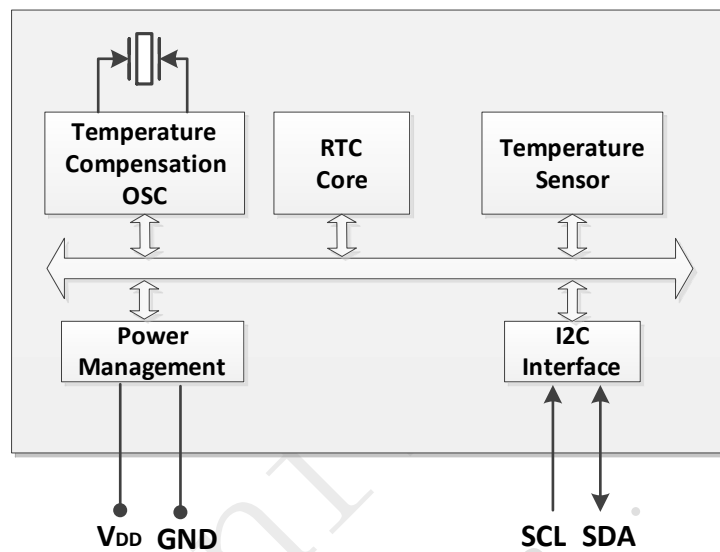 Temperature
Compensation
OSC
RTC
Core
Temperature
Sensor
Power
Management
I2C
Interface
VDD GND
SCL SDA